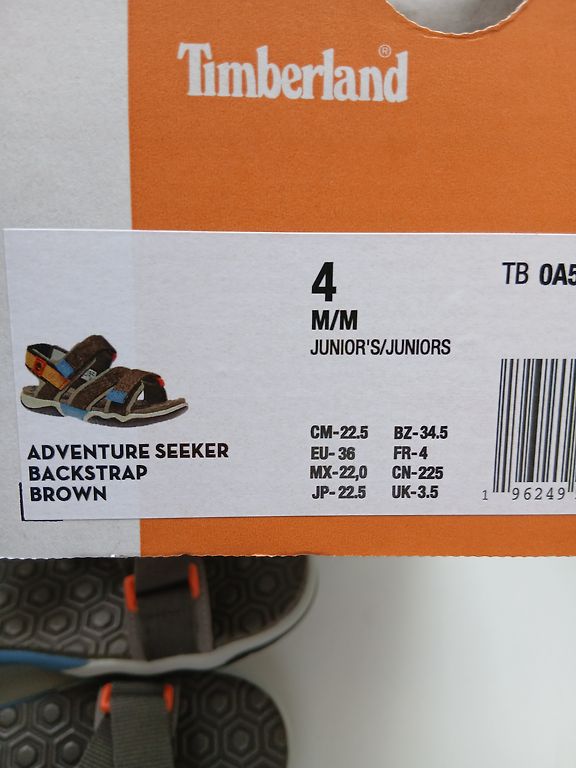 Timberland®
4
TB 0A5
M/M
JUNIOR'S/JUNIORS
CM-22.5 BZ-34.5
EU-36 FR-4
MX-22,0 CN-225
JP-22.5 UK-3.5
ADVENTURE SEEKER
BACKSTRAP
BROWN
1 96249